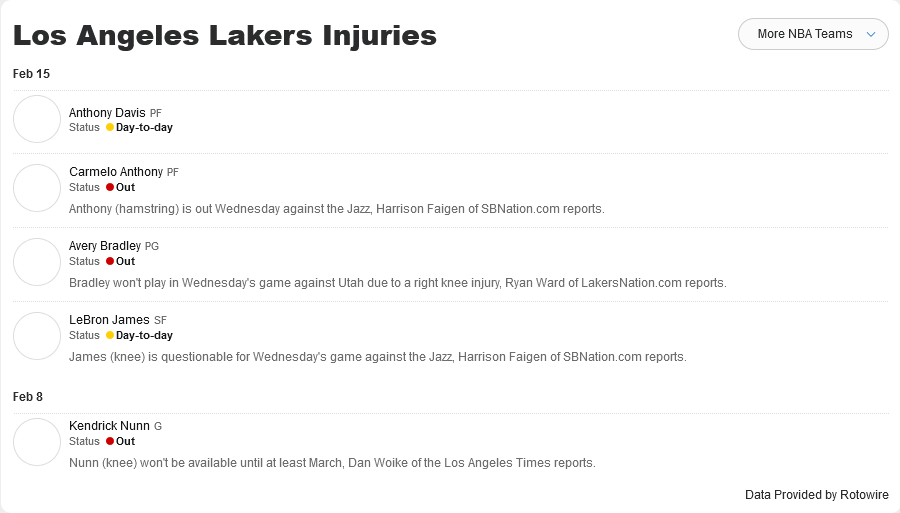 Los Angeles Lakers Injuries
More NBA Teams
Feb 15
Anthony Davis PF
Status Day-to-day
Carmelo Anthony PF
Status Out
Anthony (hamstring) is out Wednesday against the Jazz, Harrison Faigen of SBNation.com reports.
Avery Bradley PG
Status Out
Bradley won't play in Wednesday's game against Utah due to a right knee injury, Ryan Ward of LakersNation.com reports.
LeBron James SF
Status Day-to-day
James (knee) is questionable for Wednesday's game against the Jazz, Harrison Faigen of SBNation.com reports.
Feb 8
Kendrick Nunn G
Status Out
Nunn (knee) won't be available until at least March, Dan Woike of the Los Angeles Times reports.
Data Provided by Rotowire